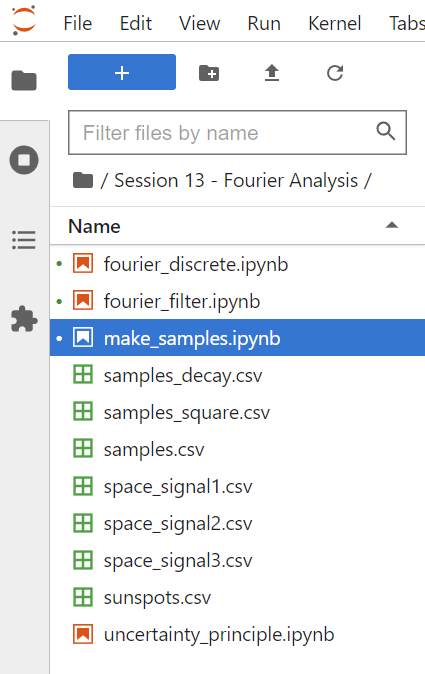 File Edit View Run Kernel Tabs
Filter files by name
/ Session 13 - Fourier Analysis /
Name
fourier_discrete.ipynb
fourier_filter.ipynb
make_samples.ipynb
samples_decay.csv
samples_square.csv
samples.csv
space_signal1.csv
space_signal2.csv
space_signal3.csv
sunspots.csv
uncertainty_principle.ipynb